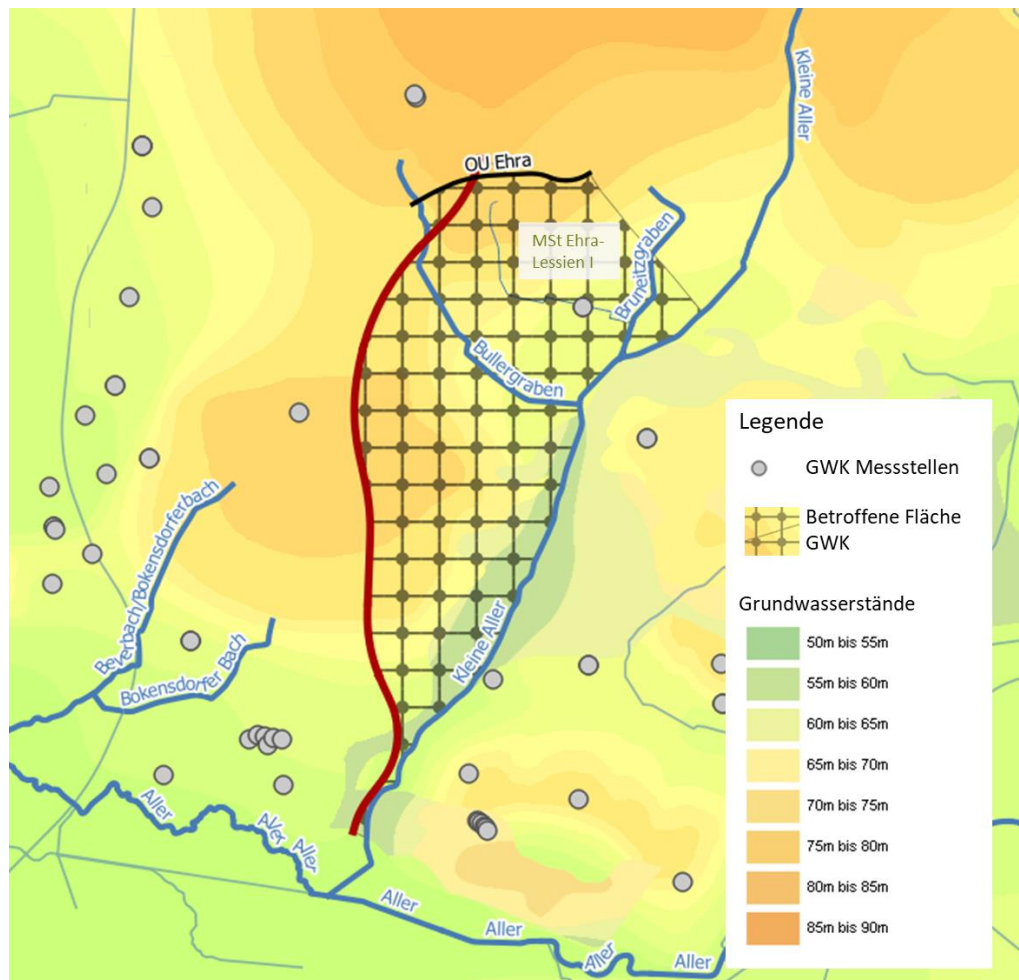 Kleine Aller
OU Ehra
MSt Ehra-
Lessien I
Bruneitzgraben
Bullergraben
Beverbach/Bokensdorferbach
Bokensdorfer Bach
Kleine Aller
Aller
Aller
Aller
Aller
Aller
Aller
Aller
Legende
GWK Messstellen
Betroffene Fläche
GWK
Grundwasserstände
50m bis 55m
55m bis 60m
60m bis 65m
65m bis 70m
70m bis 75m
75m bis 80m
80m bis 85m
85m bis 90m